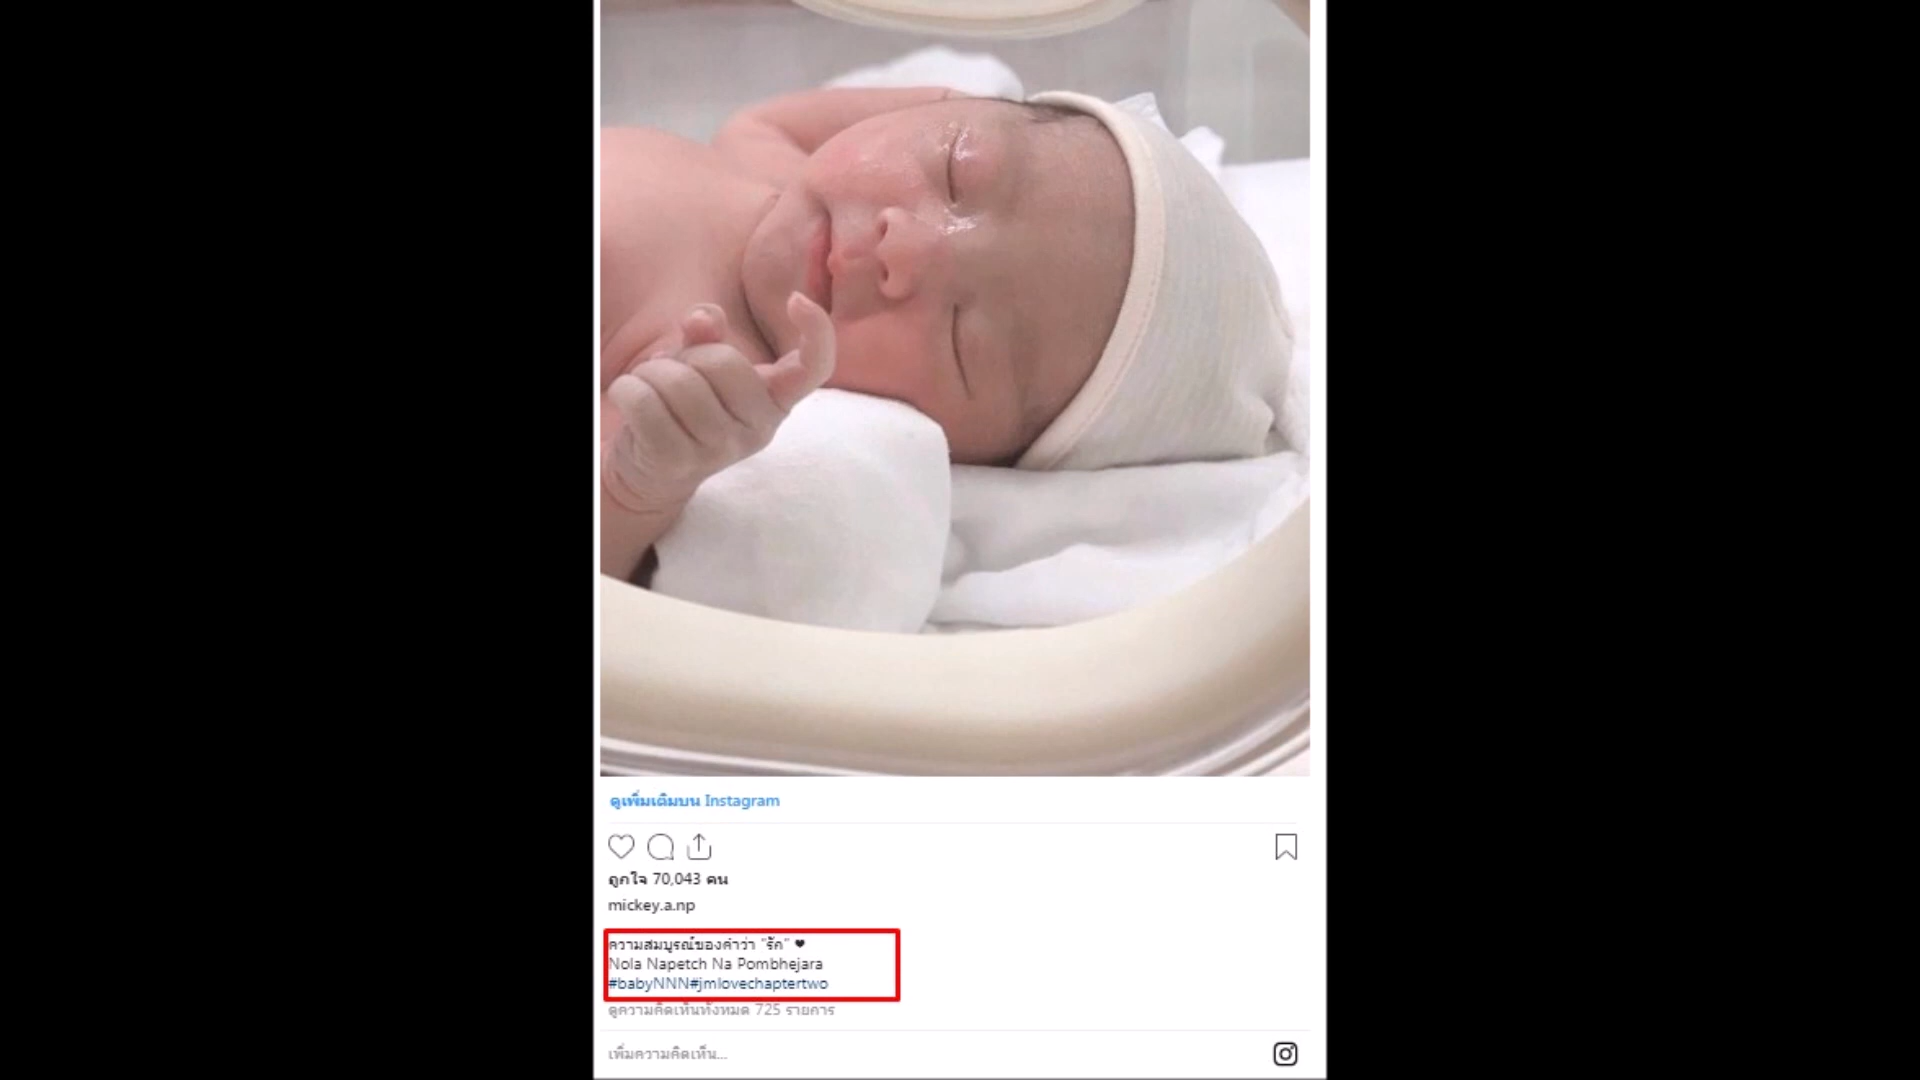 ดูเพิ่มเติมบน Instagram
ถูกใจ 70,043 คน
mickey.a.np
ความสมบูรณ์ของคำว่า "รัก" ♥
Nola Napetch Na Pombhejara
#babyNNN#jmlovechaptertwo
ดูความคิดเห็นทั้งหมด 725 รายการ
เพิ่มความคิดเห็น...